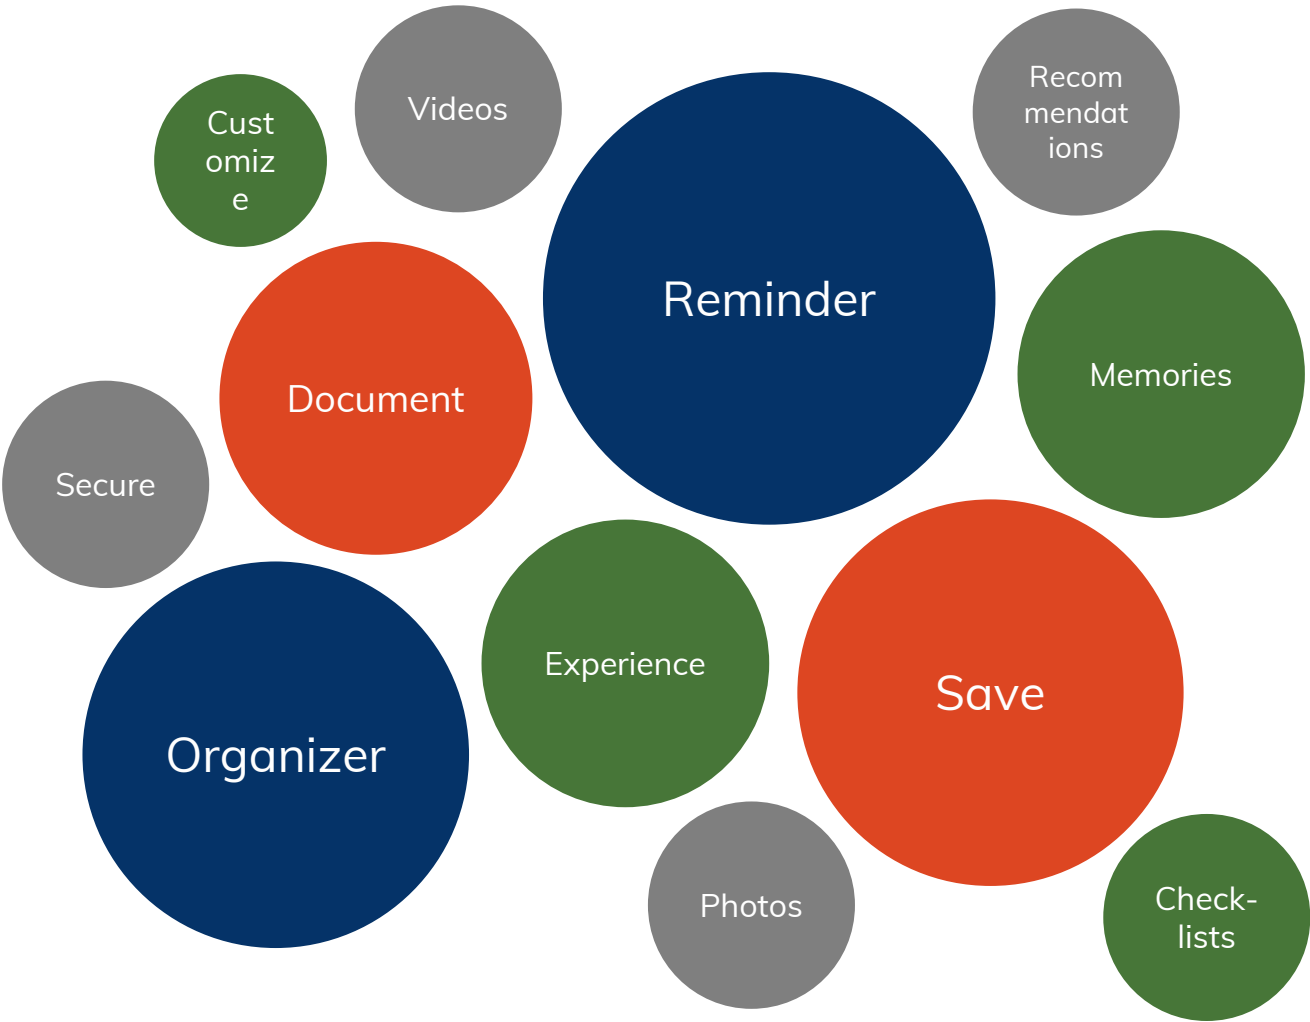 Videos
Recom
mendat
ions
Cust
omiz
e
Reminder
Memories
Document
Secure
Experience
Save
Organizer
Photos
Check-
lists